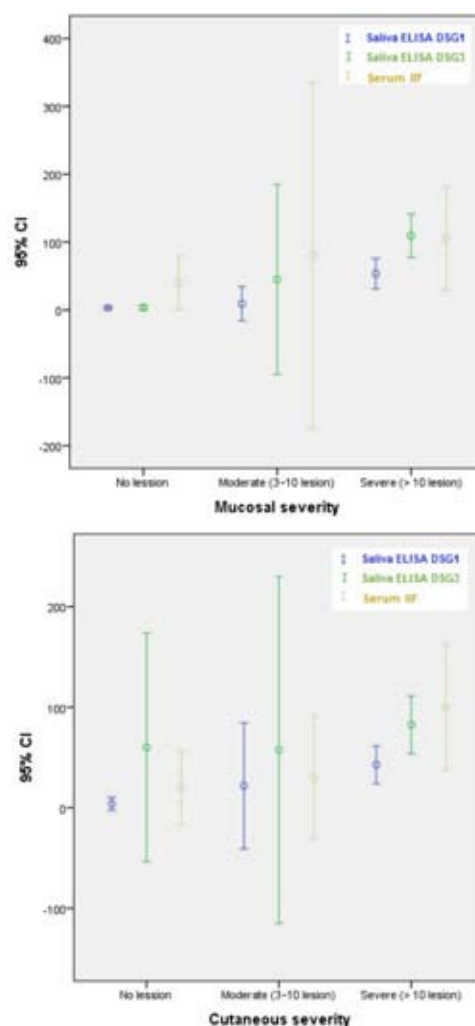 400
Saliva ELISA DSG1
Saliva ELISA DSG3
Serum IIF
300
200
95% CI
100
0
-100
-200
No lession
Moderate (3-10 lesion)
Severe (> 10 lesion)
Mucosal severity
Saliva ELISA DSG1
Saliva ELISA DSG3
Serum IIF
200
95% CI
100
0
-100
No lession
Moderate (3-10 lesion)
Severe (> 10 lesion)
Cutaneous severity